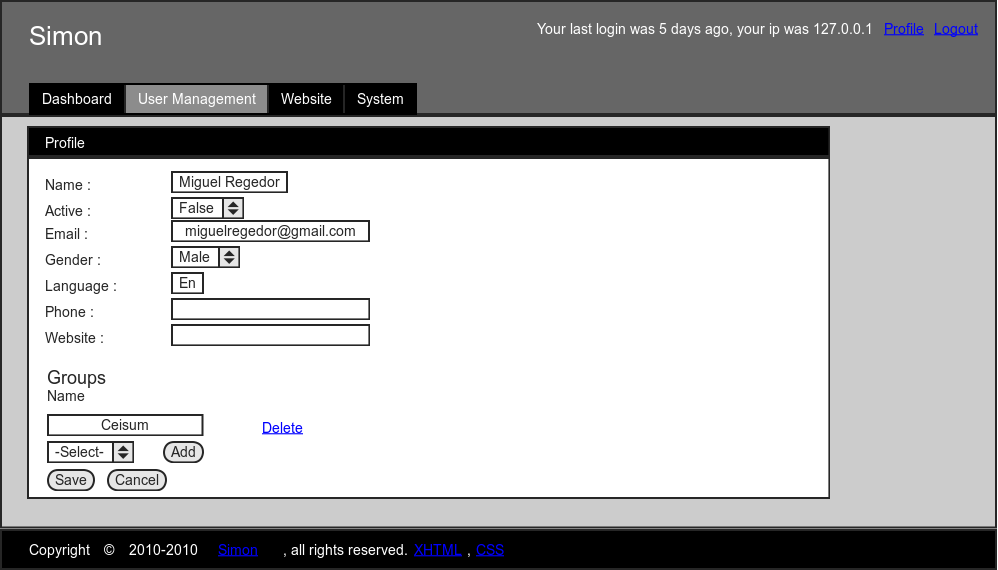 Simon
Your last login was 5 days ago, your ip was 127.0.0.1 Profile Logout
Dashboard User Management Website System
Profile
Name : Miguel Regedor
Active : False
Email : miguelregedor@gmail.com
Gender : Male
Language : En
Phone :
Website :
Groups
Name
Ceisum Delete
-Select- Add
Save Cancel
Copyright © 2010-2010 Simon , all rights reserved. XHTML , CSS